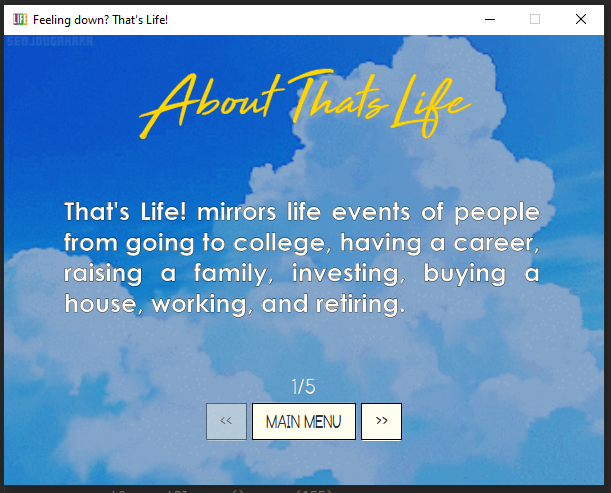 Feeling down? That's Life!
SEOJOOGAHARA
About Thats Life
That's Life! mirrors life events of people
from going to college, having a career,
raising a family, investing, buying a
house, working, and retiring.
1/5
<< MAIN MENU >>